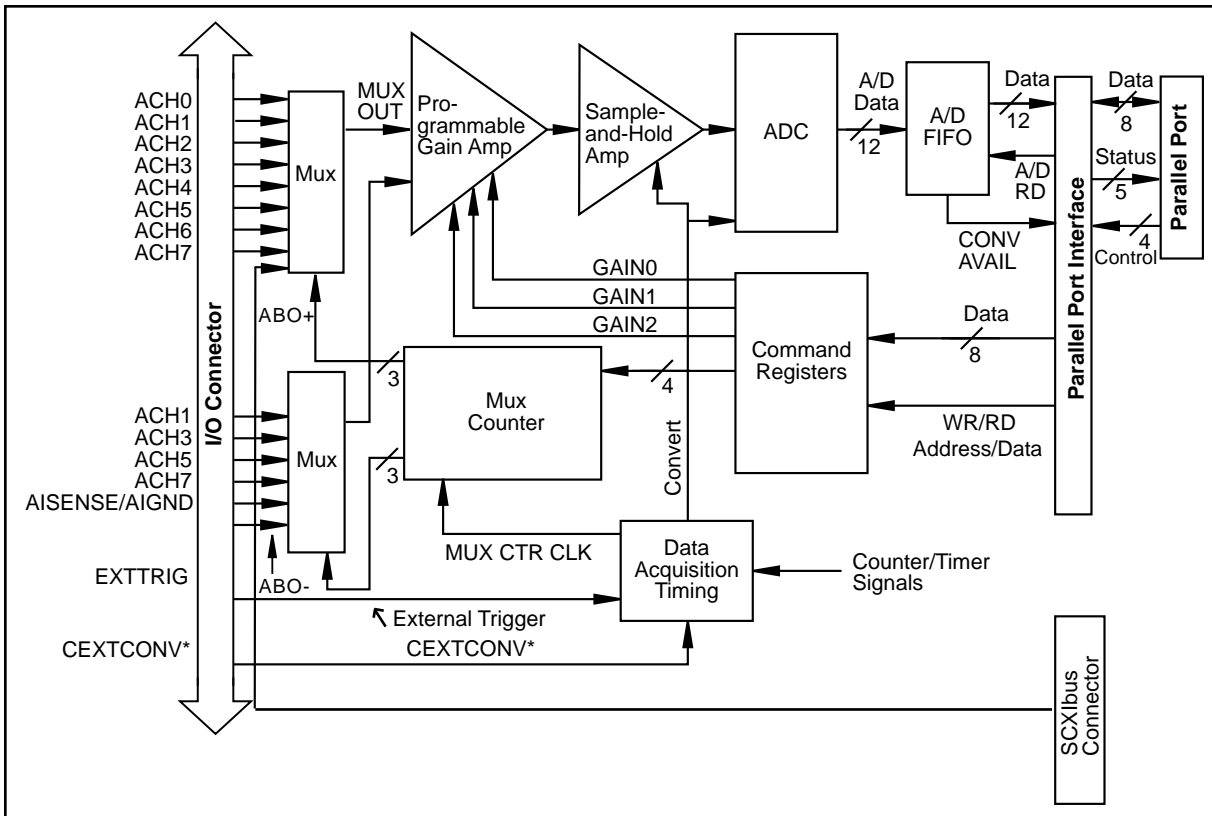 I/O Connector
ACH0
ACH1
ACH2
ACH3
ACH4
ACH5
ACH6
ACH7
Mux
MUX
OUT
Pro-
grammable
Gain Amp
Sample-
and-Hold
Amp
ADC
A/D
Data
12
A/D
FIFO
Data
12
A/D
RD
CONV
AVAIL
Parallel Port Interface
Data
8
Status
5
4
Control
Parallel Port
GAIN0
GAIN1
GAIN2
ABO+
3
Mux
Counter
4
Command
Registers
Data
8
WR/RD
Address/Data
ACH1
ACH3
ACH5
ACH7
AISENSE/AIGND
Mux
3
Convert
MUX CTR CLK
Data
Acquisition
Timing
Counter/Timer
Signals
EXTTRIG
ABO-
External Trigger
CEXTCONV*
CEXTCONV*
SCXIbus
Connector